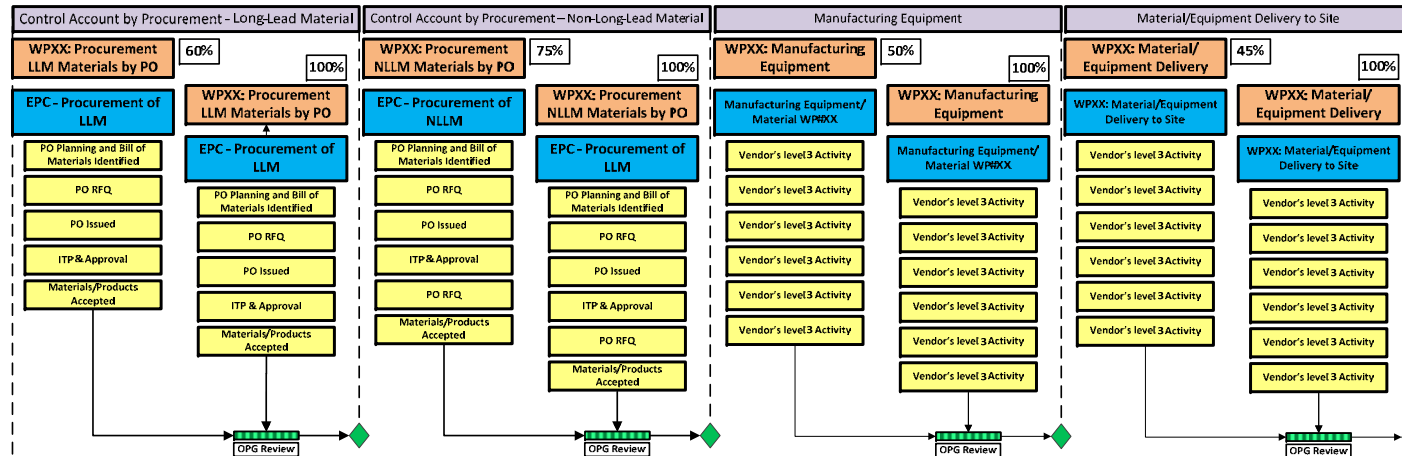 Control Account by Procurement - Long-Lead Material
WPXX: Procurement
LLM Materials by PO
60%
100%
EPC - Procurement of
LLM
PO Planning and Bill of
Materials Identified
PO RFQ
PO Issued
ITP & Approval
Materials/Products
Accepted
WPXX: Procurement
LLM Materials by PO
EPC - Procurement of
LLM
PO Planning and Bill of
Materials Identified
PO RFQ
PO Issued
ITP & Approval
Materials/Products
Accepted
OPG Review
Control Account by Procurement – Non-Long-Lead Material
WPXX: Procurement
NLLM Materials by PO
75%
100%
EPC - Procurement of
NLLM
PO Planning and Bill of
Materials Identified
PO RFQ
PO Issued
ITP & Approval
PO RFQ
Materials/Products
Accepted
WPXX: Procurement
NLLM Materials by PO
EPC - Procurement of
LLM
PO Planning and Bill of
Materials Identified
PO RFQ
PO Issued
ITP & Approval
PO RFQ
Materials/Products
Accepted
OPG Review
Manufacturing Equipment
WPXX: Manufacturing
Equipment
50%
100%
Manufacturing Equipment/
Material WP#XX
Vendor's level 3 Activity
Vendor's level 3 Activity
Vendor's level 3 Activity
Vendor's level 3 Activity
Vendor's level 3 Activity
Vendor's level 3 Activity
WPXX: Manufacturing
Equipment
Manufacturing Equipment/
Material WP#XX
Vendor's level 3 Activity
Vendor's level 3 Activity
Vendor's level 3 Activity
Vendor's level 3 Activity
Vendor's level 3 Activity
Vendor's level 3 Activity
OPG Review
Material/Equipment Delivery to Site
WPXX: Material/
Equipment Delivery
45%
100%
WPXX: Material/Equipment
Delivery to Site
Vendor's level 3 Activity
Vendor's level 3 Activity
Vendor's level 3 Activity
Vendor's level 3 Activity
Vendor's level 3 Activity
Vendor's level 3 Activity
WPXX: Material/
Equipment Delivery
WPXX: Material/Equipment
Delivery to Site
Vendor's level 3 Activity
Vendor's level 3 Activity
Vendor's level 3 Activity
Vendor's level 3 Activity
Vendor's level 3 Activity
Vendor's level 3 Activity
OPG Review